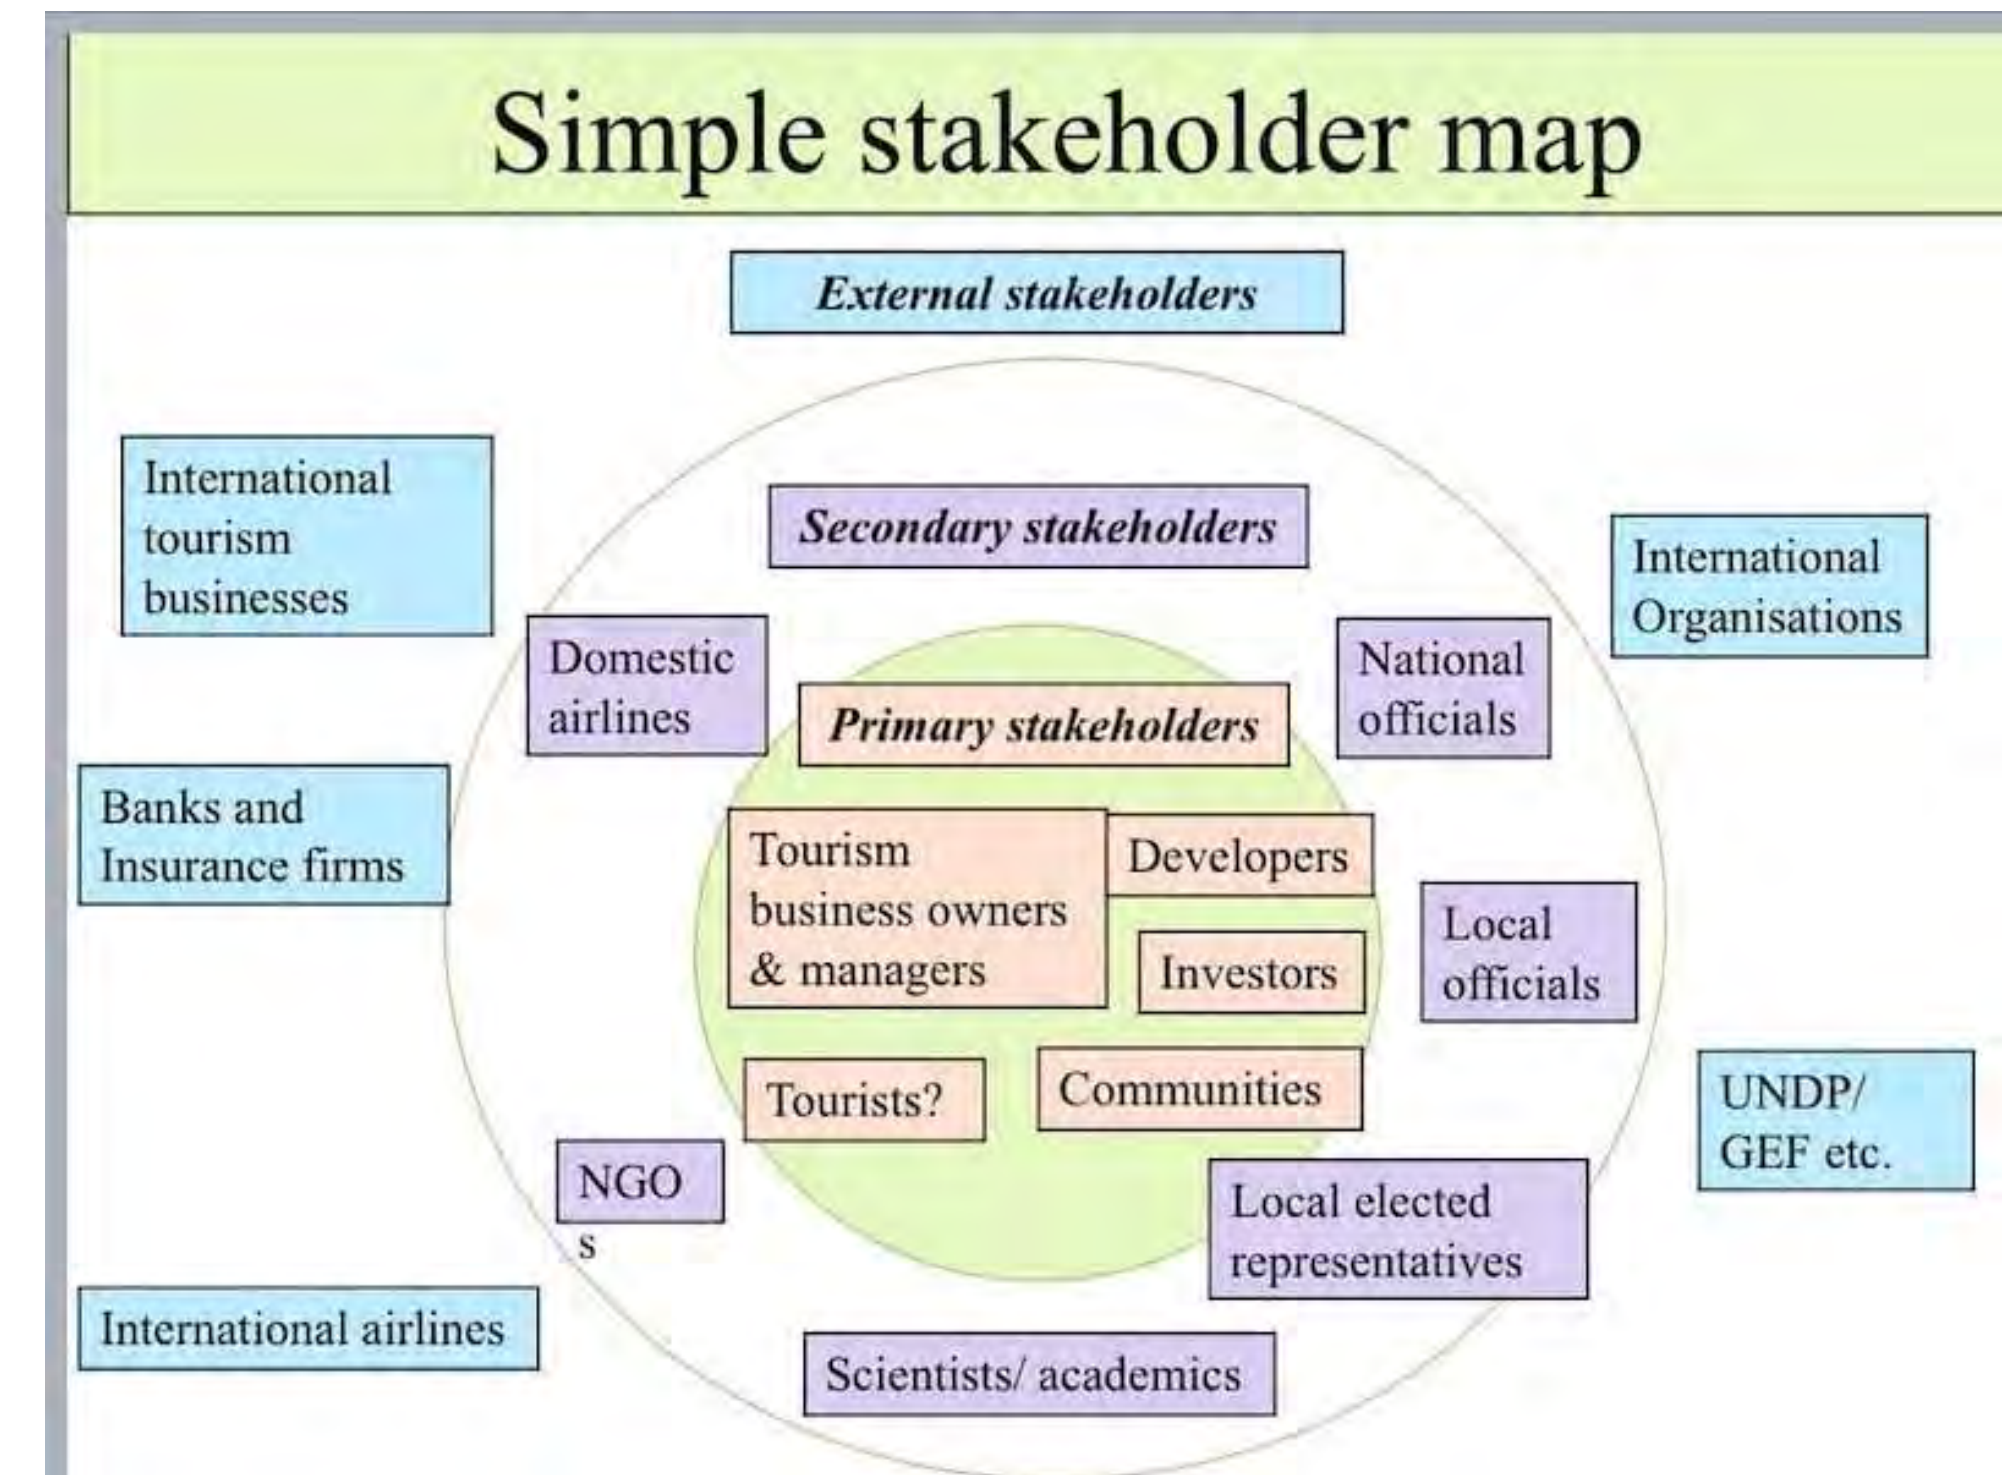 Simple stakeholder map
External stakeholders
International
tourism
businesses
Secondary stakeholders
International
Organisations
Domestic
airlines
National
officials
Primary stakeholders
Banks and
Insurance firms
Tourism
business owners
& managers
Developers
Investors
Local
officials
Tourists?
Communities
UNDP/
GEF etc.
NGO
s
Local elected
representatives
International airlines
Scientists/ academics